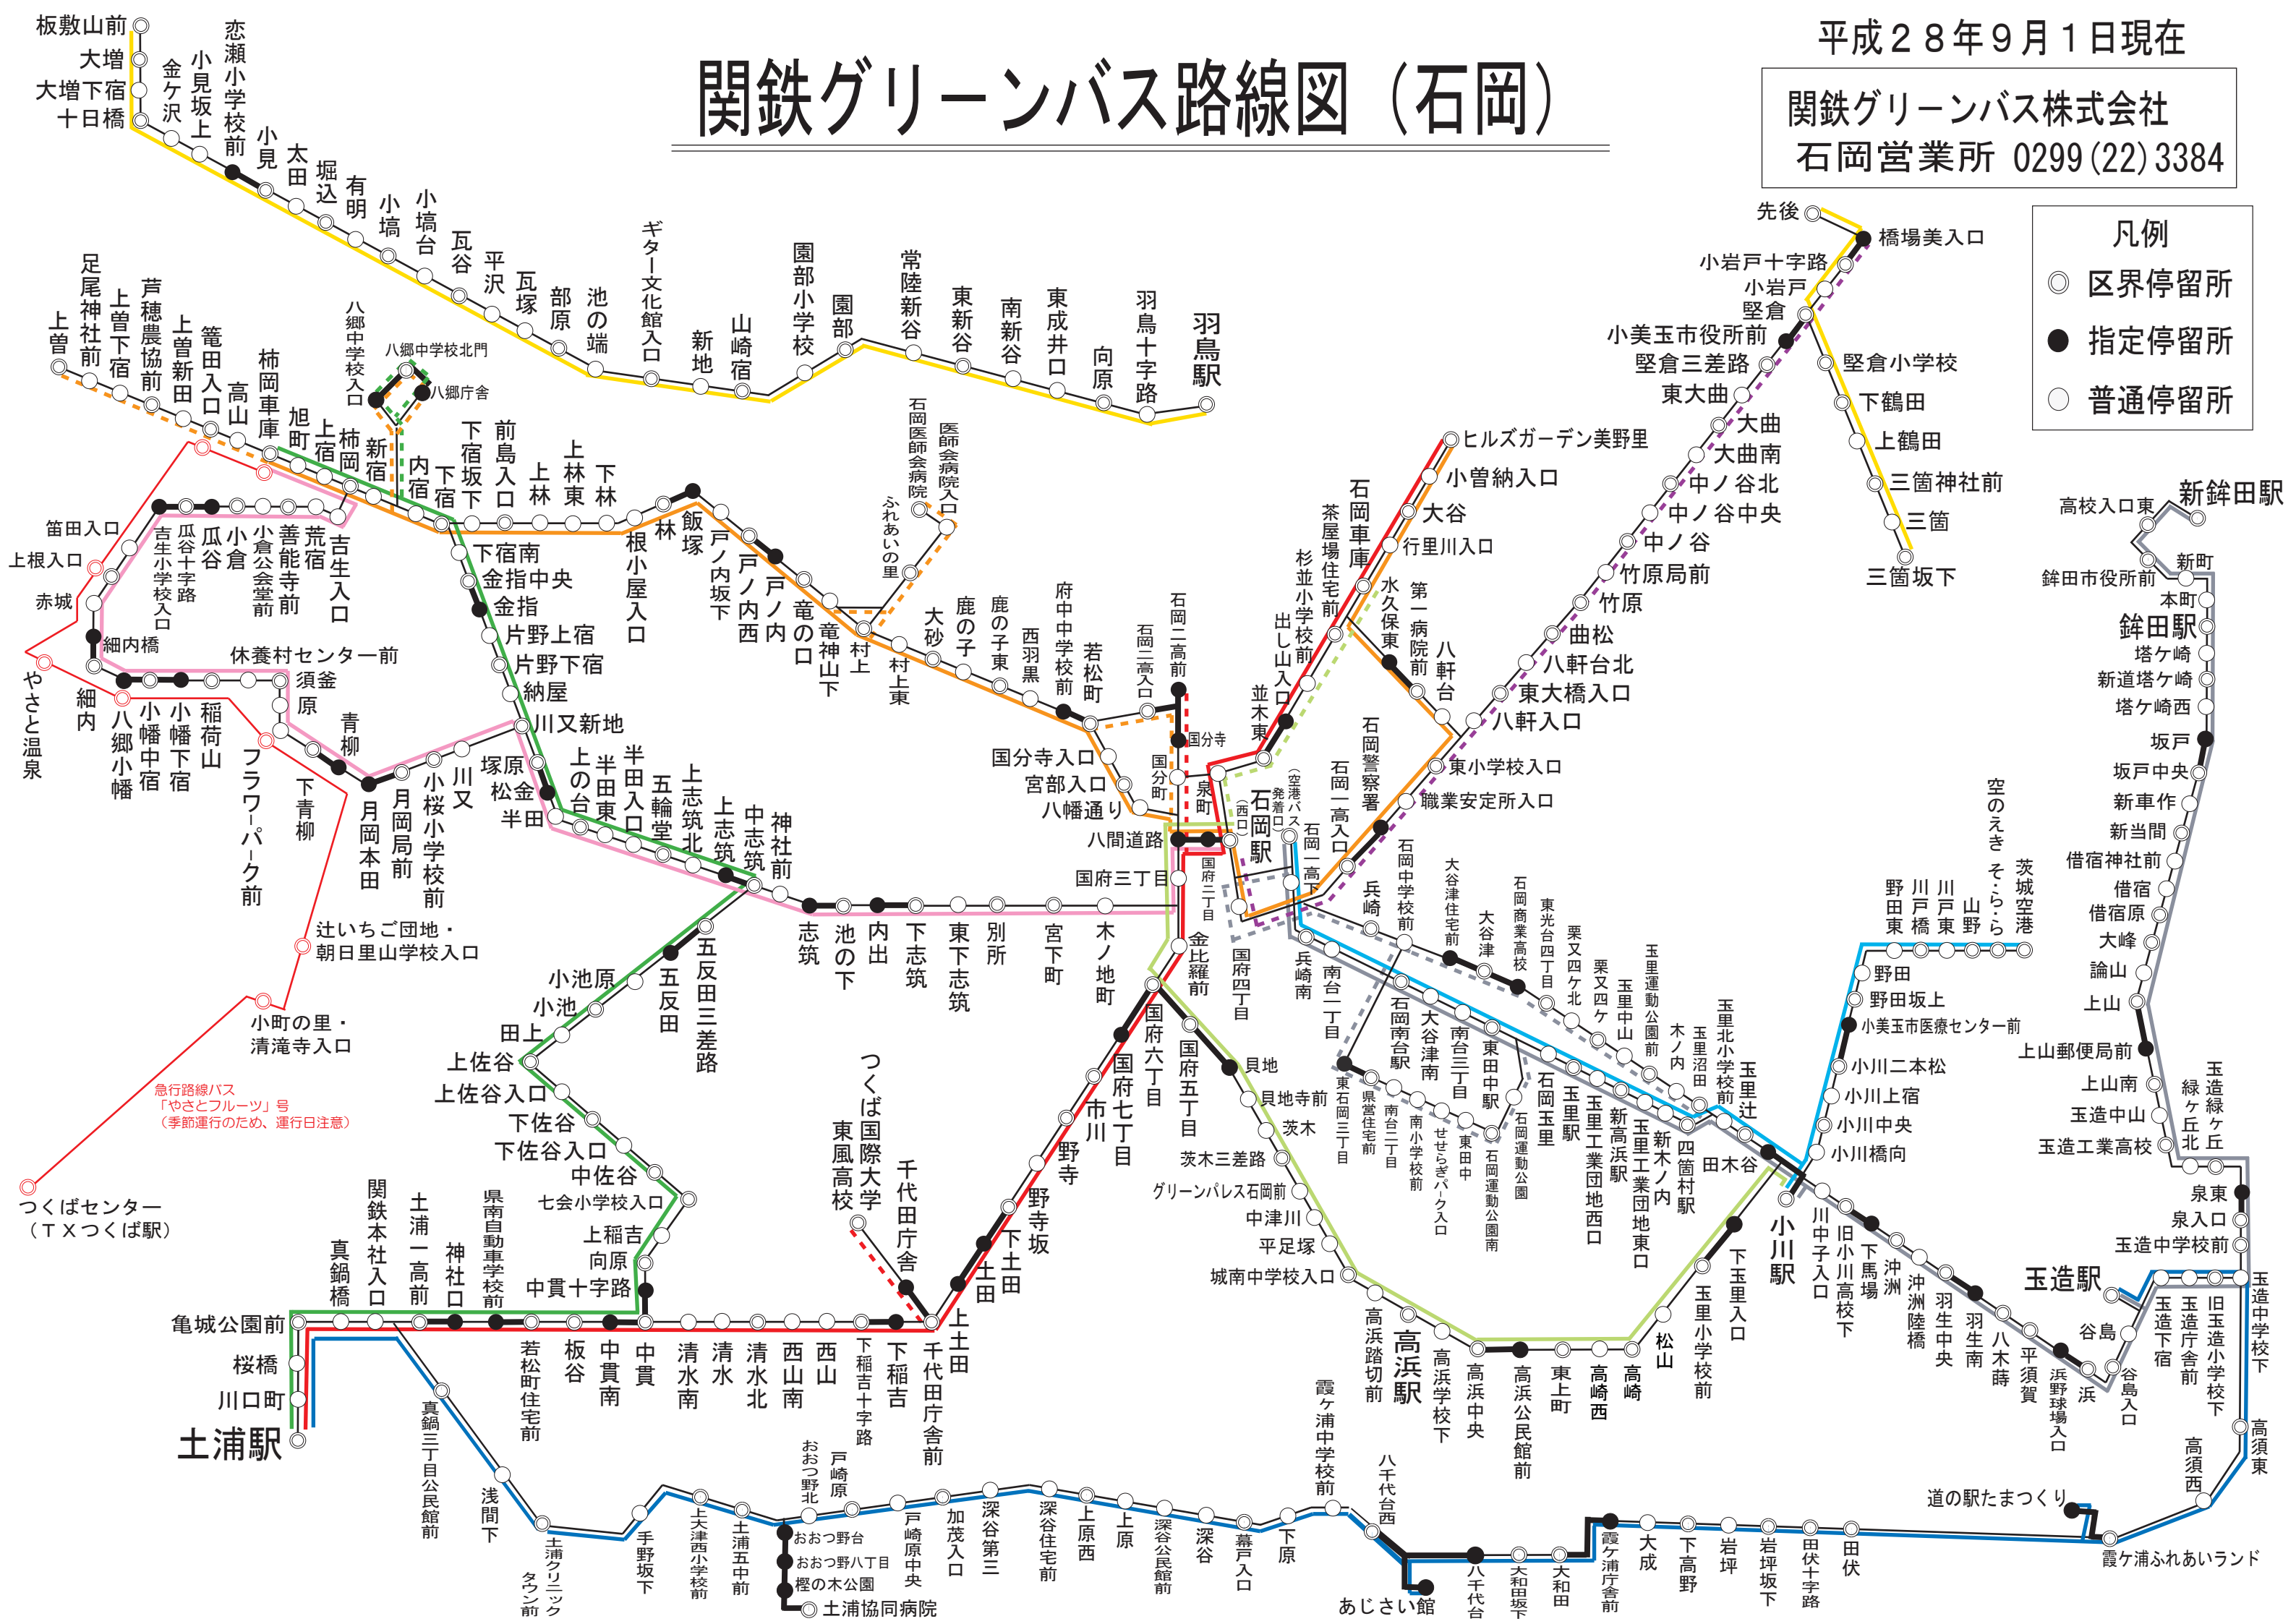 関鉄グリーンバス路線図（石岡）
平成２８年９月１日現在
関鉄グリーンバス株式会社
石岡営業所 0299(22)3384
凡例
区界停留所
指定停留所
普通停留所
板敷山前
大増
大増下宿
十日橋
金ケ沢
小見坂上
恋瀬小学校前
小見
太田
堀込
有明
小塙
小塙台
瓦谷
平沢
瓦塚
部原
池の端
ギター文化館入口
新地
山崎宿
園部小学校
園部
常陸新谷
東新谷
南新谷
東成井口
向原
羽鳥十字路
羽鳥駅
上曽
足尾神社前
上曽下宿
芦穂農協前
上曽新田
篭田入口
高山
柿岡車庫
旭町
上宿
柿岡
新宿
八郷中学校入口
八郷中学校北門
八郷庁舎
内宿
下宿
下宿坂下
前島入口
上林
上林東
下林
根小屋入口
林
飯塚
戸ノ内坂下
戸ノ内西
戸ノ内
竜の口
竜神山下
村上
ふれあいの里
石岡医師会病院
医師会病院入口
村上東
大砂
鹿の子
鹿の子東
西羽黒
府中中学校前
若松町
石岡二高入口
石岡二高前
国分寺
国分町
国分寺入口
宮部入口
八幡通り
八間道路
泉町
石岡駅
（西口）
（空港バス
発着口）
国府二丁目
国府三丁目
並木東
出し山入口
杉並小学校前
茶屋場住宅前
石岡車庫
行里川入口
大谷
小曽納入口
ヒルズガーデン美野里
水久保東
第一病院前
八軒台
先後
橋場美入口
小岩戸十字路
小岩戸
堅倉
小美玉市役所前
堅倉三差路
東大曲
大曲
大曲南
中ノ谷北
中ノ谷中央
中ノ谷
竹原局前
竹原
曲松
八軒台北
東大橋入口
八軒入口
東小学校入口
職業安定所入口
石岡警察署
石岡一高入口
石岡一高下
堅倉小学校
下鶴田
上鶴田
三箇神社前
三箇
三箇坂下
笛田入口
上根入口
赤城
細内橋
細内
吉生小学校入口
瓜谷十字路
瓜谷
小倉
小倉公会堂前
善能寺前
荒宿
吉生入口
八郷小幡
小幡中宿
小幡下宿
稲荷山
休養村センター前
須釜
原
下青柳
青柳
月岡本田
月岡局前
小桜小学校前
川又
やさと温泉
フラワーパーク前
辻いちご団地・
朝日里山学校入口
小町の里・
清滝寺入口
急行路線バス
「やさとフルーツ」号
（季節運行のため、運行日注意）
つくばセンター
（ＴＸつくば駅）
下宿南
金指中央
金指
片野上宿
片野下宿
納屋
川又新地
塚原
松金
半田
上の台
半田東
半田入口
五輪堂
上志筑北
上志筑
中志筑
神社前
志筑
池の下
内出
下志筑
東下志筑
別所
宮下町
木ノ地町
五反田三差路
五反田
小池原
小池
田上
上佐谷
上佐谷入口
下佐谷
下佐谷入口
中佐谷
七会小学校入口
上稲吉
向原
中貫十字路
金比羅前
国府六丁目
国府七丁目
市川
野寺
野寺坂
下土田
土田
上土田
国府五丁目
貝地
貝地寺前
茨木
茨木三差路
グリーンパレス石岡前
中津川
平足塚
城南中学校入口
高浜踏切前
高浜駅
高浜学校下
高浜中央
高浜公民館前
東上町
高崎西
高崎
松山
玉里小学校前
下玉里入口
田木谷
小川駅
つくば国際大学
東風高校
千代田庁舎
千代田庁舎前
下稲吉
下稲吉十字路
西山
西山南
清水北
清水
清水南
中貫
中貫南
板谷
若松町住宅前
県南自動車学校前
神社口
土浦一高前
関鉄本社入口
真鍋橋
亀城公園前
桜橋
川口町
土浦駅
国府四丁目
兵崎
石岡中学校前
大谷津住宅前
大谷津
石岡商業高校
東光台四丁目
栗又四ケ北
栗又四ケ
玉里中山
玉里運動公園前
木ノ内
玉里沼田
玉里北小学校前
玉里辻
兵崎南
南台一丁目
石岡南台駅
大谷津南
南台三丁目
東田中駅
石岡玉里
玉里駅
玉里工業団地西口
新高浜駅
玉里工業団地東口
新木ノ内
四箇村駅
東石岡三丁目
県営住宅前
南台二丁目
南小学校前
せせらぎパーク入口
東田中
石岡運動公園南
石岡運動公園
野田東
川戸橋
川戸東
山野
空のえき そ・ら・ら
茨城空港
野田
野田坂上
小美玉市医療センター前
小川二本松
小川上宿
小川中央
小川橋向
川中子入口
旧小川高校下
下馬場
沖洲
沖洲陸橋
羽生中央
羽生南
八木蒔
平須賀
浜野球場入口
浜
谷島入口
谷島
玉造駅
玉造下宿
玉造庁舎前
旧玉造小学校下
玉造中学校下
玉造中学校前
泉入口
泉東
玉造緑ヶ丘
緑ヶ丘北
玉造工業高校
玉造中山
上山南
上山郵便局前
上山
論山
大峰
借宿原
借宿
借宿神社前
新当間
新車作
坂戸中央
坂戸
塔ケ崎西
新道塔ケ崎
塔ケ崎
鉾田駅
本町
新町
鉾田市役所前
高校入口東
新鉾田駅
真鍋三丁目公民館前
浅間下
土浦クリニック
タウン前
手野坂下
上大津西小学校前
土浦五中前
おおつ野北
おおつ野台
おおつ野八丁目
樫の木公園
土浦協同病院
戸崎原
戸崎原中央
加茂入口
深谷第三
深谷住宅前
上原西
上原
深谷公民館前
深谷
幕戸入口
下原
霞ケ浦中学校前
八千代台西
あじさい館
八千代台
大和田坂下
大和田
霞ケ浦庁舎前
大成
下高野
岩坪
岩坪坂下
田伏十字路
田伏
霞ケ浦ふれあいランド
道の駅たまつくり
高須西
高須東